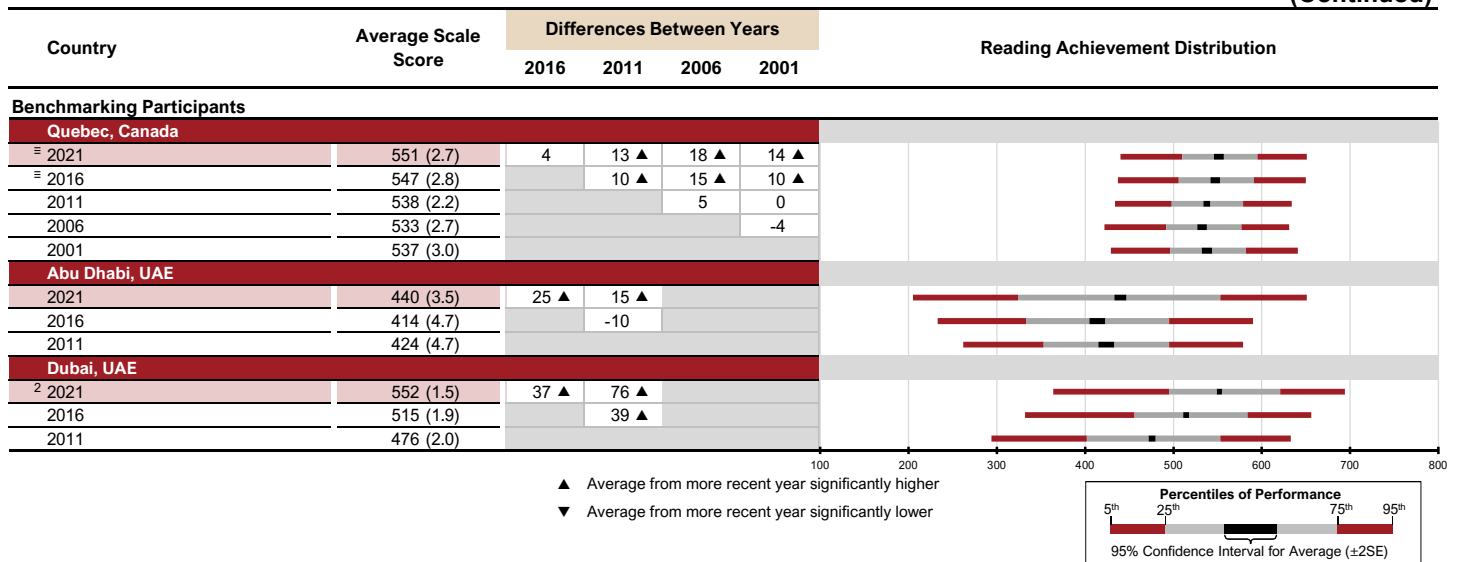 (Continued)
Country Average Scale Score Differences Between Years Reading Achievement Distribution
2016 2011 2006 2001
Benchmarking Participants
Quebec, Canada
≡ 2021 551 (2.7) 4 13 ▲ 18 ▲ 14 ▲
≡ 2016 547 (2.8) 10 ▲ 15 ▲ 10 ▲
2011 538 (2.2) 5 0
2006 533 (2.7) -4
2001 537 (3.0)
Abu Dhabi, UAE
2021 440 (3.5) 25 ▲ 15 ▲
2016 414 (4.7) -10
2011 424 (4.7)
Dubai, UAE
2 2021 552 (1.5) 37 ▲ 76 ▲
2016 515 (1.9) 39 ▲
2011 476 (2.0)
100 200 300 400 500 600 700 800
▲ Average from more recent year significantly higher
▼ Average from more recent year significantly lower
Percentiles of Performance
5th 25th 75th 95th
95% Confidence Interval for Average (±2SE)